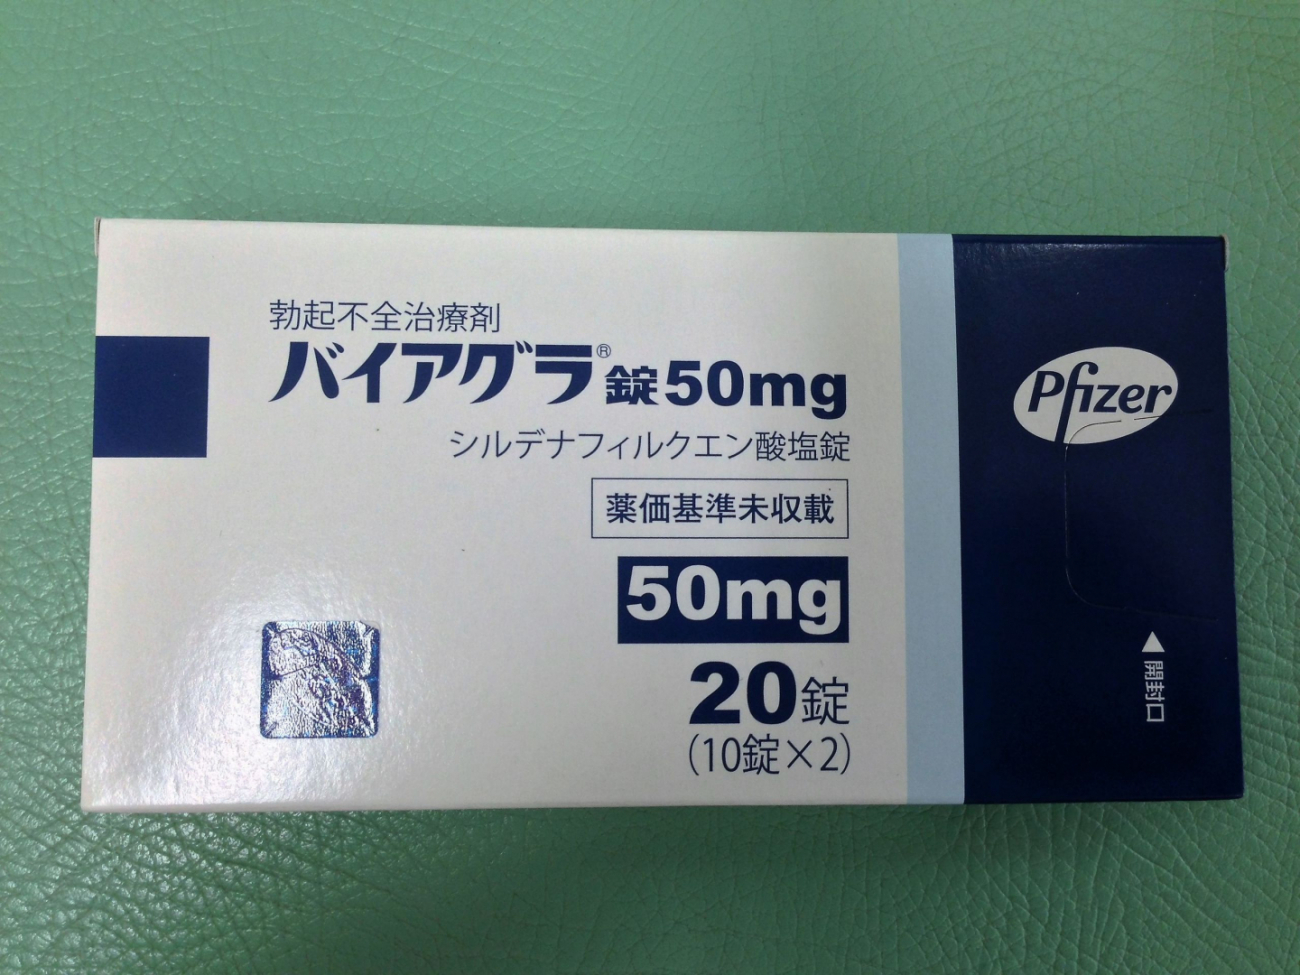 勃起不全治療剤
バイアグラ®錠50mg
シルデナフィルクエン酸塩錠
薬価基準未収載
50mg
20錠
(10錠×2)
Pfizer
◀開封口